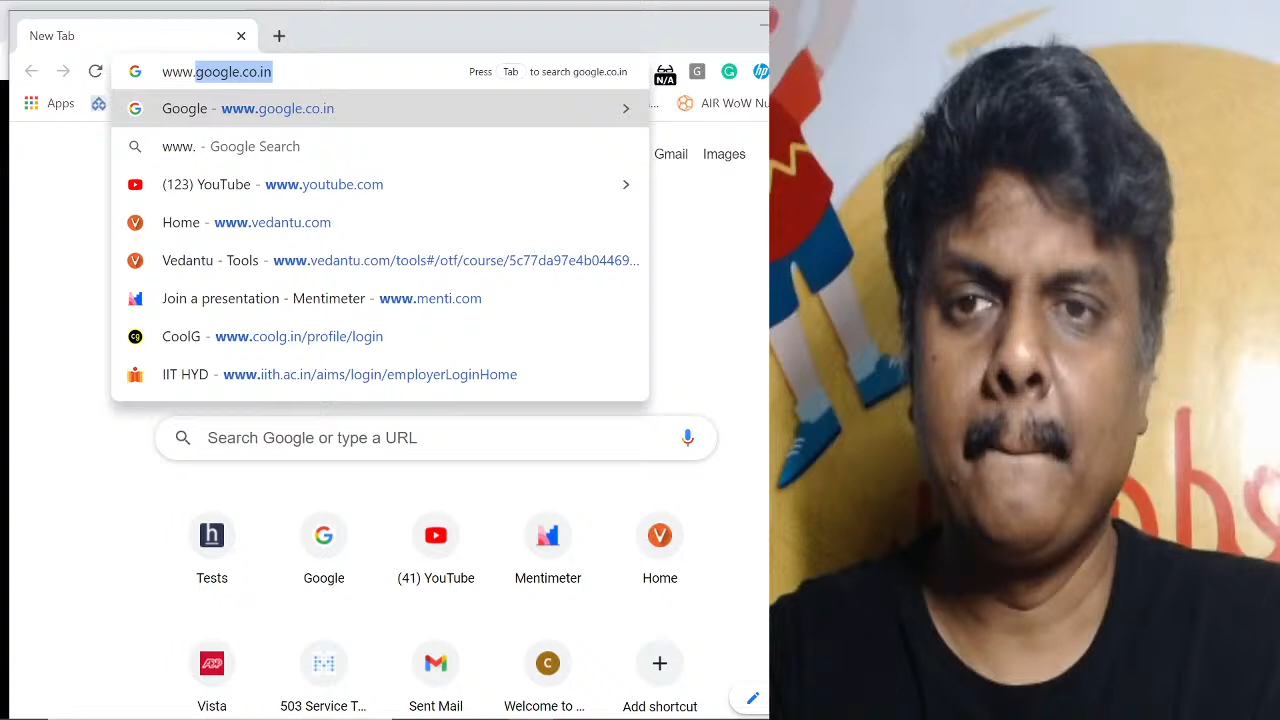 New Tab
www.google.co.in
Press Tab to search google.co.in
N/A
G
hp
Apps
AIR WoW Nu
Google - www.google.co.in
www. - Google Search
(123) YouTube - www.youtube.com
Home - www.vedantu.com
Vedantu - Tools - www.vedantu.com/tools#/otf/course/5c77da97e4b04469...
Join a presentation - Mentimeter - www.menti.com
CoolG - www.coolg.in/profile/login
IIT HYD - www.iith.ac.in/aims/login/employerLoginHome
Gmail Images
Search Google or type a URL
Tests
Google
(41) YouTube
Mentimeter
Home
Vista
503 Service T...
Sent Mail
Welcome to ...
Add shortcut